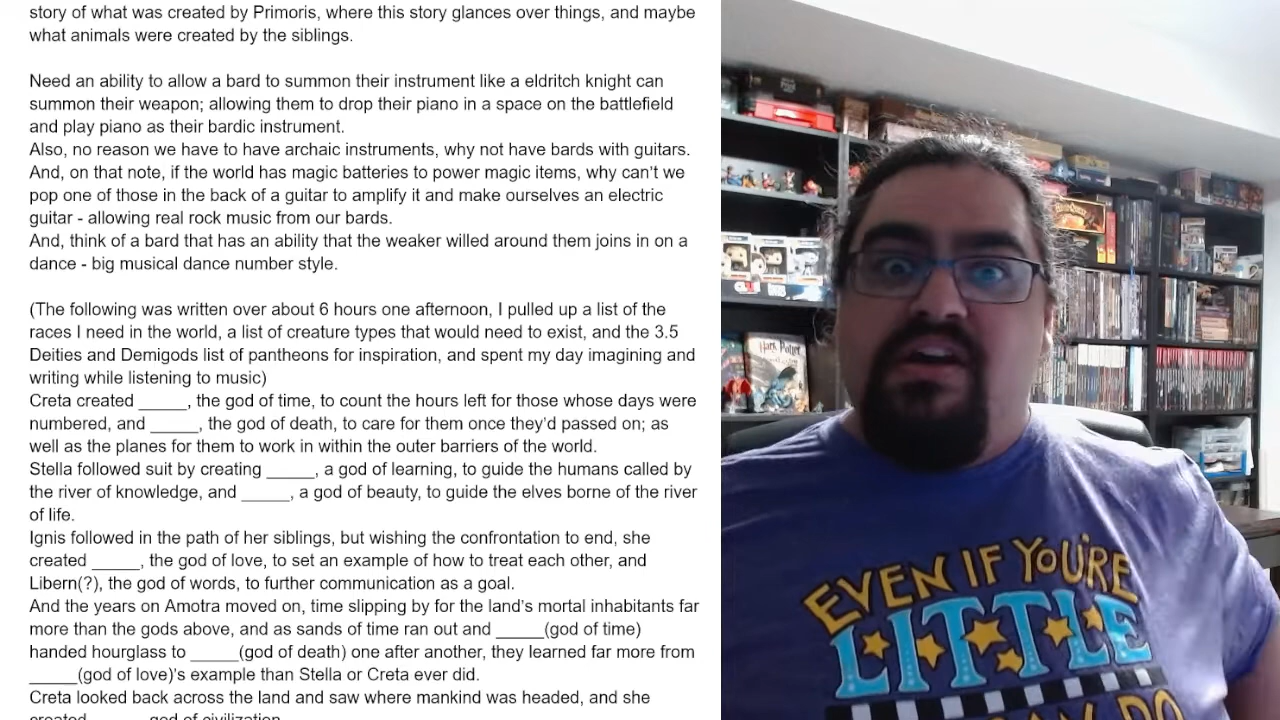 story of what was created by Primoris, where this story glances over things, and maybe
what animals were created by the siblings.
Need an ability to allow a bard to summon their instrument like a eldritch knight can
summon their weapon; allowing them to drop their piano in a space on the battlefield
and play piano as their bardic instrument.
Also, no reason we have to have archaic instruments, why not have bards with guitars.
And, on that note, if the world has magic batteries to power magic items, why can't we
pop one of those in the back of a guitar to amplify it and make ourselves an electric
guitar - allowing real rock music from our bards.
And, think of a bard that has an ability that the weaker willed around them joins in on a
dance - big musical dance number style.
(The following was written over about 6 hours one afternoon, I pulled up a list of the
races I need in the world, a list of creature types that would need to exist, and the 3.5
Deities and Demigods list of pantheons for inspiration, and spent my day imagining and
writing while listening to music)
Creta created _____, the god of time, to count the hours left for those whose days were
numbered, and _____, the god of death, to care for them once they'd passed on; as
well as the planes for them to work in within the outer barriers of the world.
Stella followed suit by creating _____, a god of learning, to guide the humans called by
the river of knowledge, and _____, a god of beauty, to guide the elves borne of the river
of life.
Ignis followed in the path of her siblings, but wishing the confrontation to end, she
created _____, the god of love, to set an example of how to treat each other, and
Libern(?), the god of words, to further communication as a goal.
And the years on Amotra moved on, time slipping by for the land's mortal inhabitants far
more than the gods above, and as sands of time ran out and _____(god of time)
handed hourglass to _____(god of death) one after another, they learned far more from
_____(god of love)'s example than Stella or Creta ever did.
Creta looked back across the land and saw where mankind was headed, and she
created _____, god of civilization
Harry Potter
EVEN IF YOU'RE
LITTLE
DO